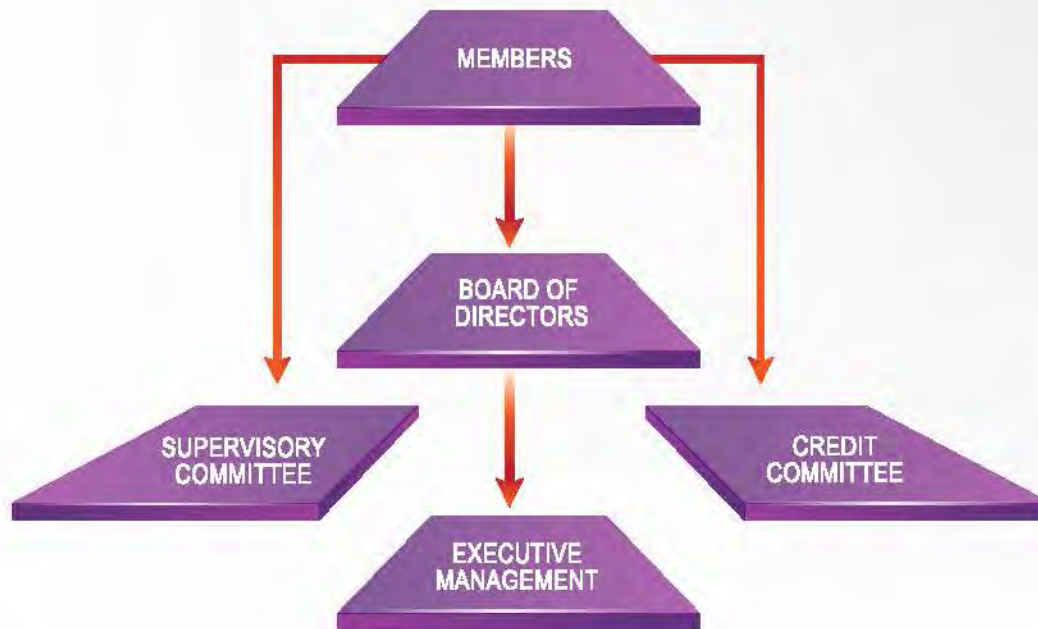 MEMBERS
BOARD OF
DIRECTORS
SUPERVISORY
COMMITTEE
CREDIT
COMMITTEE
EXECUTIVE
MANAGEMENT